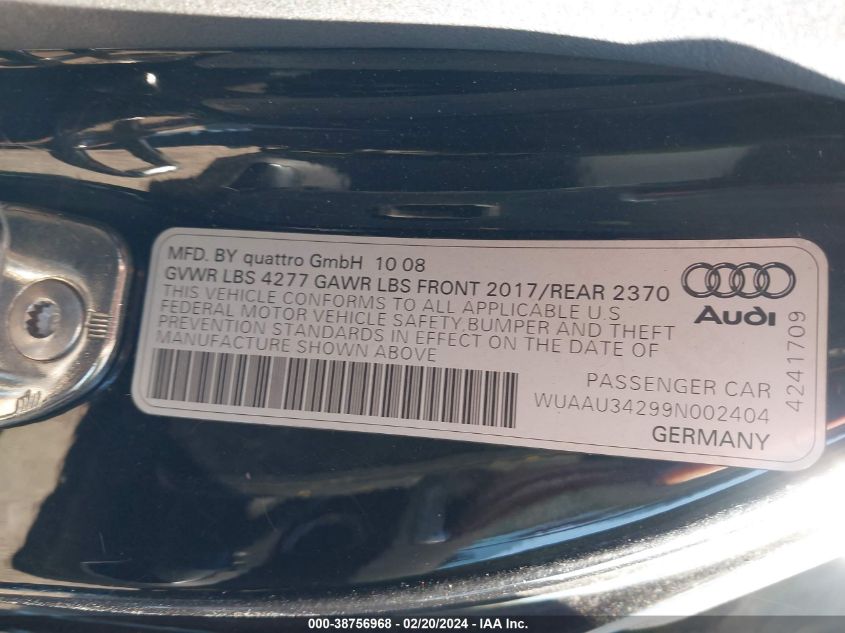 MFD. BY quattro GmbH 10 08
GVWR LBS 4277 GAWR LBS FRONT 2017/REAR 2370
THIS VEHICLE CONFORMS TO ALL APPLICABLE U.S
FEDERAL MOTOR VEHICLE SAFETY,BUMPER AND THEFT
PREVENTION STANDARDS IN EFFECT ON THE DATE OF
MANUFACTURE SHOWN ABOVE
PASSENGER CAR
WUAAU34299N002404
GERMANY
Audi
4241709
000-38756968 - 02/20/2024 - IAA Inc.